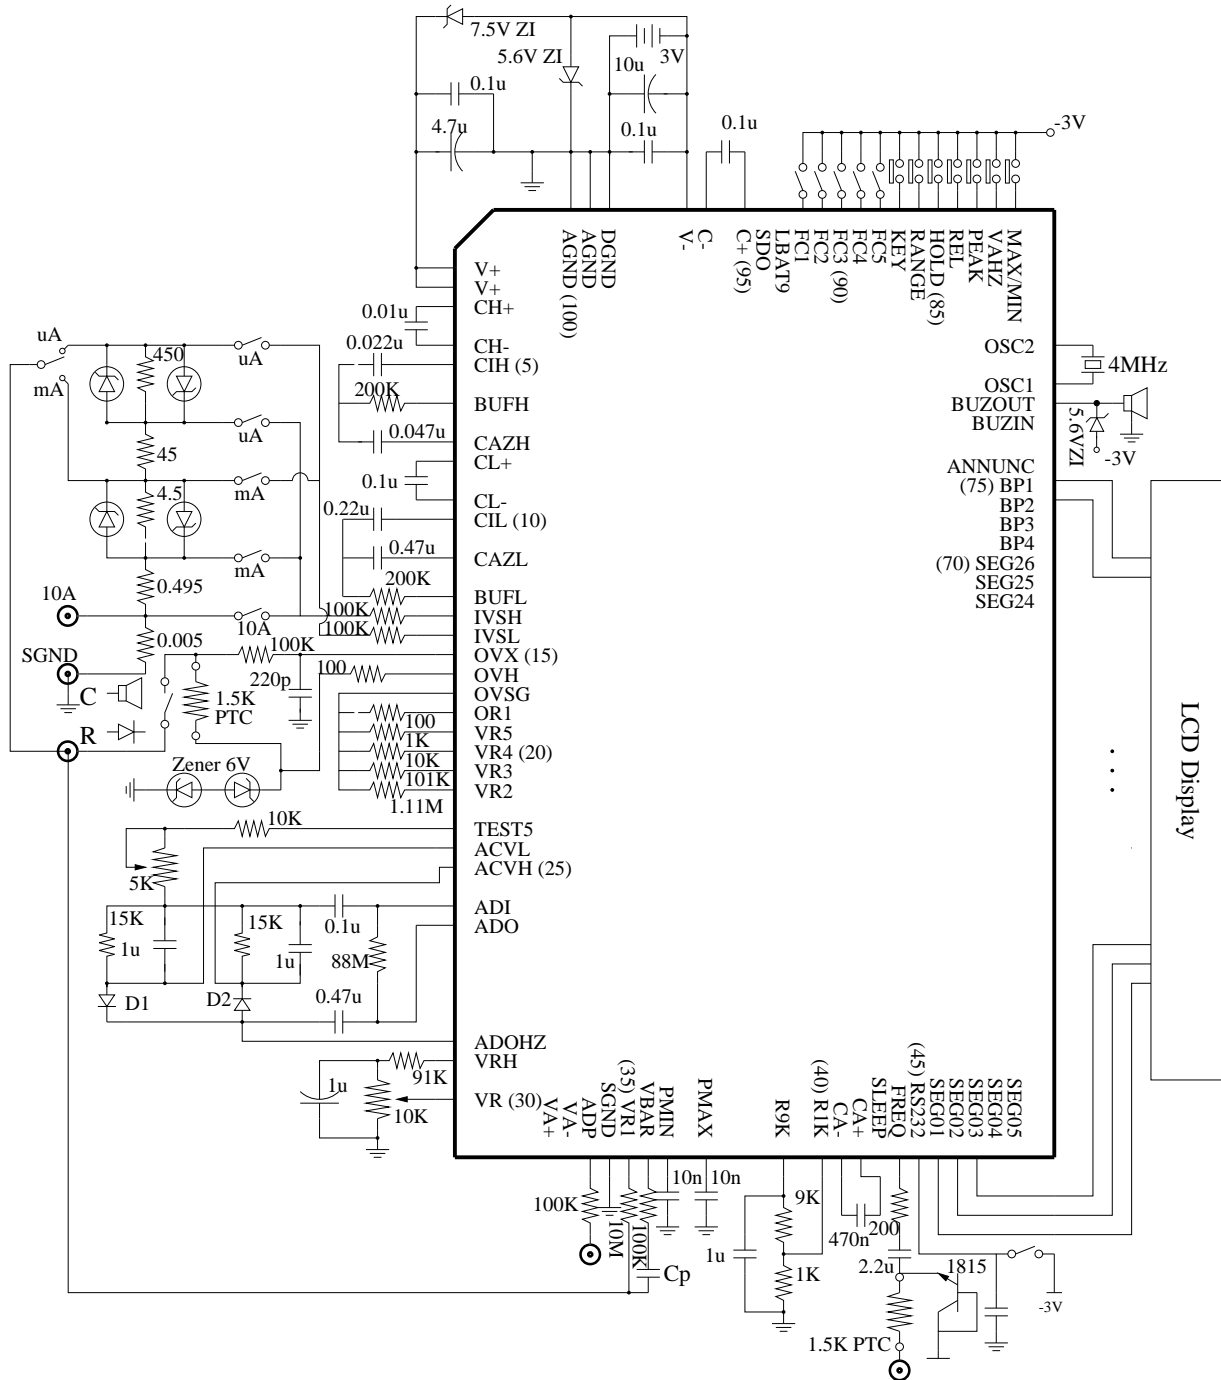 7.5V ZI
5.6V ZI
3V
10u
0.1u
4.7u
0.1u
0.1u
-3V
AGND (100)
AGND
DGND
V-
C-
C+ (95)
SDO
LBAT9
FC1
FC2
FC3 (90)
FC4
FC5
KEY
RANGE
HOLD (85)
REL
PEAK
VAHZ
MAX/MIN
V+
V+
CH+
CH-
CIH (5)
BUFH
CAZH
CL+
CL-
CIL (10)
CAZL
BUFL
IVSH
IVSL
OVX (15)
OVH
OVSG
OR1
VR5
VR4 (20)
VR3
VR2
TEST5
ACVL
ACVH (25)
ADI
ADO
ADOHZ
VRH
VR (30)
OSC2
OSC1
BUZOUT
BUZIN
ANNUNC
(75) BP1
BP2
BP3
BP4
(70) SEG26
SEG25
SEG24
4MHz
5.6VZI
-3V
LCD Display
0.01u
0.022u
200K
0.047u
0.1u
0.22u
0.47u
200K
100K
100K
100K
100
220p
100
1K
10K
101K
1.11M
uA
mA
450
uA
45
uA
4.5
mA
mA
0.495
10A
10A
0.005
SGND
C
R
1.5K
PTC
Zener 6V
10K
5K
15K
1u
15K
1u
0.1u
88M
D1
D2
0.47u
91K
1u
10K
VA+
VA-
ADP
SGND
(35) VR1
VBAR
PMIN
PMAX
R9K
(40) R1K
CA-
CA+
SLEEP
FREQ
(45) RS232
SEG01
SEG02
SEG03
SEG04
SEG05
100K
10M
100K
10n
10n
Cp
9K
1u
1K
470n
200
2.2u
1815
-3V
1.5K PTC